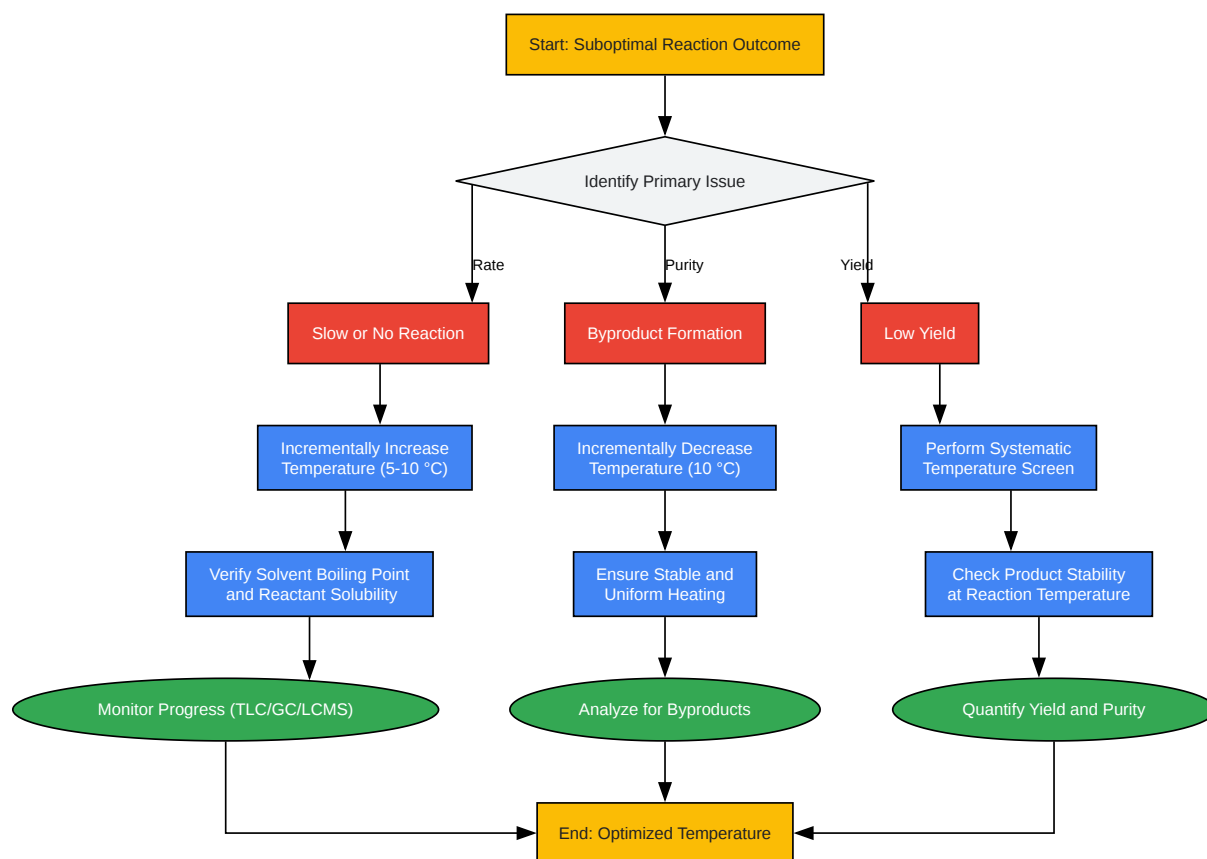 Start: Suboptimal Reaction Outcome
Identify Primary Issue
Rate
Purity
Yield
Slow or No Reaction
Byproduct Formation
Low Yield
Incrementally Increase
Temperature (5-10 °C)
Incrementally Decrease
Temperature (10 °C)
Perform Systematic
Temperature Screen
Verify Solvent Boiling Point
and Reactant Solubility
Ensure Stable and
Uniform Heating
Check Product Stability
at Reaction Temperature
Monitor Progress (TLC/GC/LCMS)
Analyze for Byproducts
Quantify Yield and Purity
End: Optimized Temperature